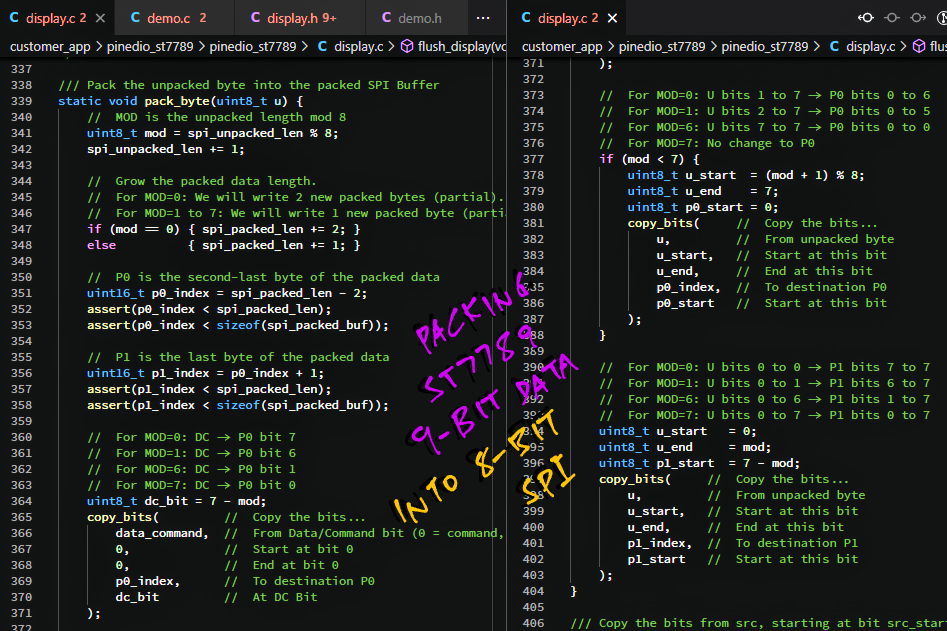 display.c 2
demo.c 2
display.h 9+
demo.h
customer_app > pinedio_st7789 > pinedio_st7789 > display.c > flush_display(vo
337
338 /// Pack the unpacked byte into the packed SPI Buffer
339 static void pack_byte(uint8_t u) {
340 // MOD is the unpacked length mod 8
341 uint8_t mod = spi_unpacked_len % 8;
342 spi_unpacked_len += 1;
343
344 // Grow the packed data length.
345 // For MOD=0: We will write 2 new packed bytes (partial).
346 // For MOD=1 to 7: We will write 1 new packed byte (parti
347 if (mod == 0) { spi_packed_len += 2; }
348 else { spi_packed_len += 1; }
349
350 // P0 is the second-last byte of the packed data
351 uint16_t p0_index = spi_packed_len - 2;
352 assert(p0_index < spi_packed_len);
353 assert(p0_index < sizeof(spi_packed_buf));
354
355 // P1 is the last byte of the packed data
356 uint16_t p1_index = p0_index + 1;
357 assert(p1_index < spi_packed_len);
358 assert(p1_index < sizeof(spi_packed_buf));
359
360 // For MOD=0: DC → P0 bit 7
361 // For MOD=1: DC → P0 bit 6
362 // For MOD=6: DC → P0 bit 1
363 // For MOD=7: DC → P0 bit 0
364 uint8_t dc_bit = 7 - mod;
365 copy_bits( // Copy the bits...
366 data_command, // From Data/Command bit (0 = command,
367 0, // Start at bit 0
368 0, // End at bit 0
369 p0_index, // To destination P0
370 dc_bit // At DC Bit
371 );
372
display.c 2
customer_app > pinedio_st7789 > pinedio_st7789 > display.c > flus
371 );
372
373 // For MOD=0: U bits 1 to 7 → P0 bits 0 to 6
374 // For MOD=1: U bits 2 to 7 → P0 bits 0 to 5
375 // For MOD=6: U bits 7 to 7 → P0 bits 0 to 0
376 // For MOD=7: No change to P0
377 if (mod < 7) {
378 uint8_t u_start = (mod + 1) % 8;
379 uint8_t u_end = 7;
380 uint8_t p0_start = 0;
381 copy_bits( // Copy the bits...
382 u, // From unpacked byte
383 u_start, // Start at this bit
384 u_end, // End at this bit
385 p0_index, // To destination P0
386 p0_start // Start at this bit
387 );
388 }
389
390 // For MOD=0: U bits 0 to 0 → P1 bits 7 to 7
391 // For MOD=1: U bits 0 to 1 → P1 bits 6 to 7
392 // For MOD=6: U bits 0 to 6 → P1 bits 1 to 7
393 // For MOD=7: U bits 0 to 7 → P1 bits 0 to 7
394 uint8_t u_start = 0;
395 uint8_t u_end = mod;
396 uint8_t p1_start = 7 - mod;
397 copy_bits( // Copy the bits...
398 u, // From unpacked byte
399 u_start, // Start at this bit
400 u_end, // End at this bit
401 p1_index, // To destination P1
402 p1_start // Start at this bit
403 );
404 }
405
406 /// Copy the bits from src, starting at bit src_star
PACKING
ST7789
9-BIT DATA
INTO 8-BIT
SPI